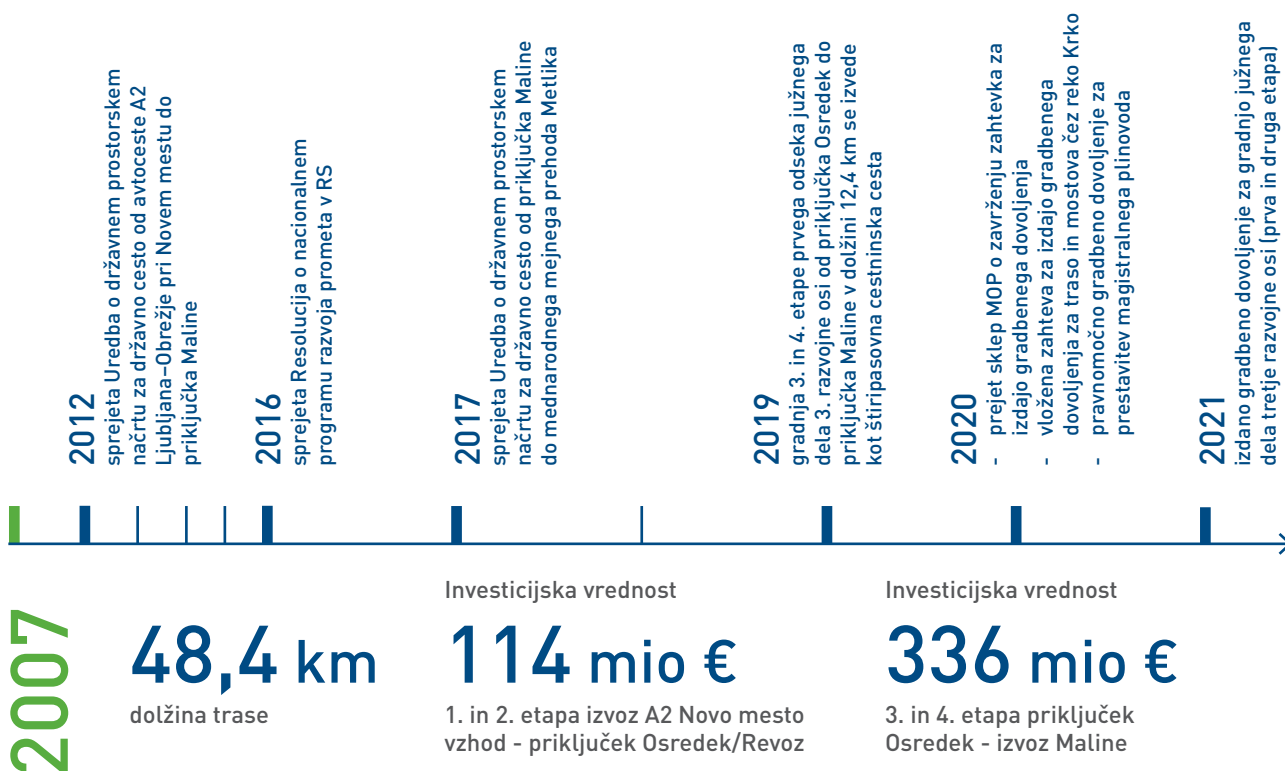 2012
sprejeta Uredba o državnem prostorskem
načrtu za državno cesto od avtoceste A2
Ljubljana–Obrežje pri Novem mestu do
priključka Maline
2016
sprejeta Resolucija o nacionalnem
programu razvoja prometa v RS
2017
sprejeta Uredba o državnem prostorskem
načrtu za državno cesto od priključka Maline
do mednarodnega mejnega prehoda Metlika
2019
gradnja 3. in 4. etape prvega odseka južnega
dela 3. razvojne osi od priključka Osredek do
priključka Maline v dolžini 12,4 km se izvede
kot štiripasovna cestninska cesta
2020
- prejet sklep MOP o zavrženju zahtevka za
izdajo gradbenega dovoljenja
- vložena zahteva za izdajo gradbenega
dovoljenja za traso in mostova čez reko Krko
- pravnomočno gradbeno dovoljenje za
prestavitev magistralnega plinovoda
2021
izdano gradbeno dovoljenje za gradnjo južnega
dela tretje razvojne osi (prva in druga etapa)
2007
48,4 km
dolžina trase
Investicijska vrednost
114 mio €
1. in 2. etapa izvoz A2 Novo mesto
vzhod - priključek Osredek/Revoz
Investicijska vrednost
336 mio €
3. in 4. etapa priključek
Osredek - izvoz Maline